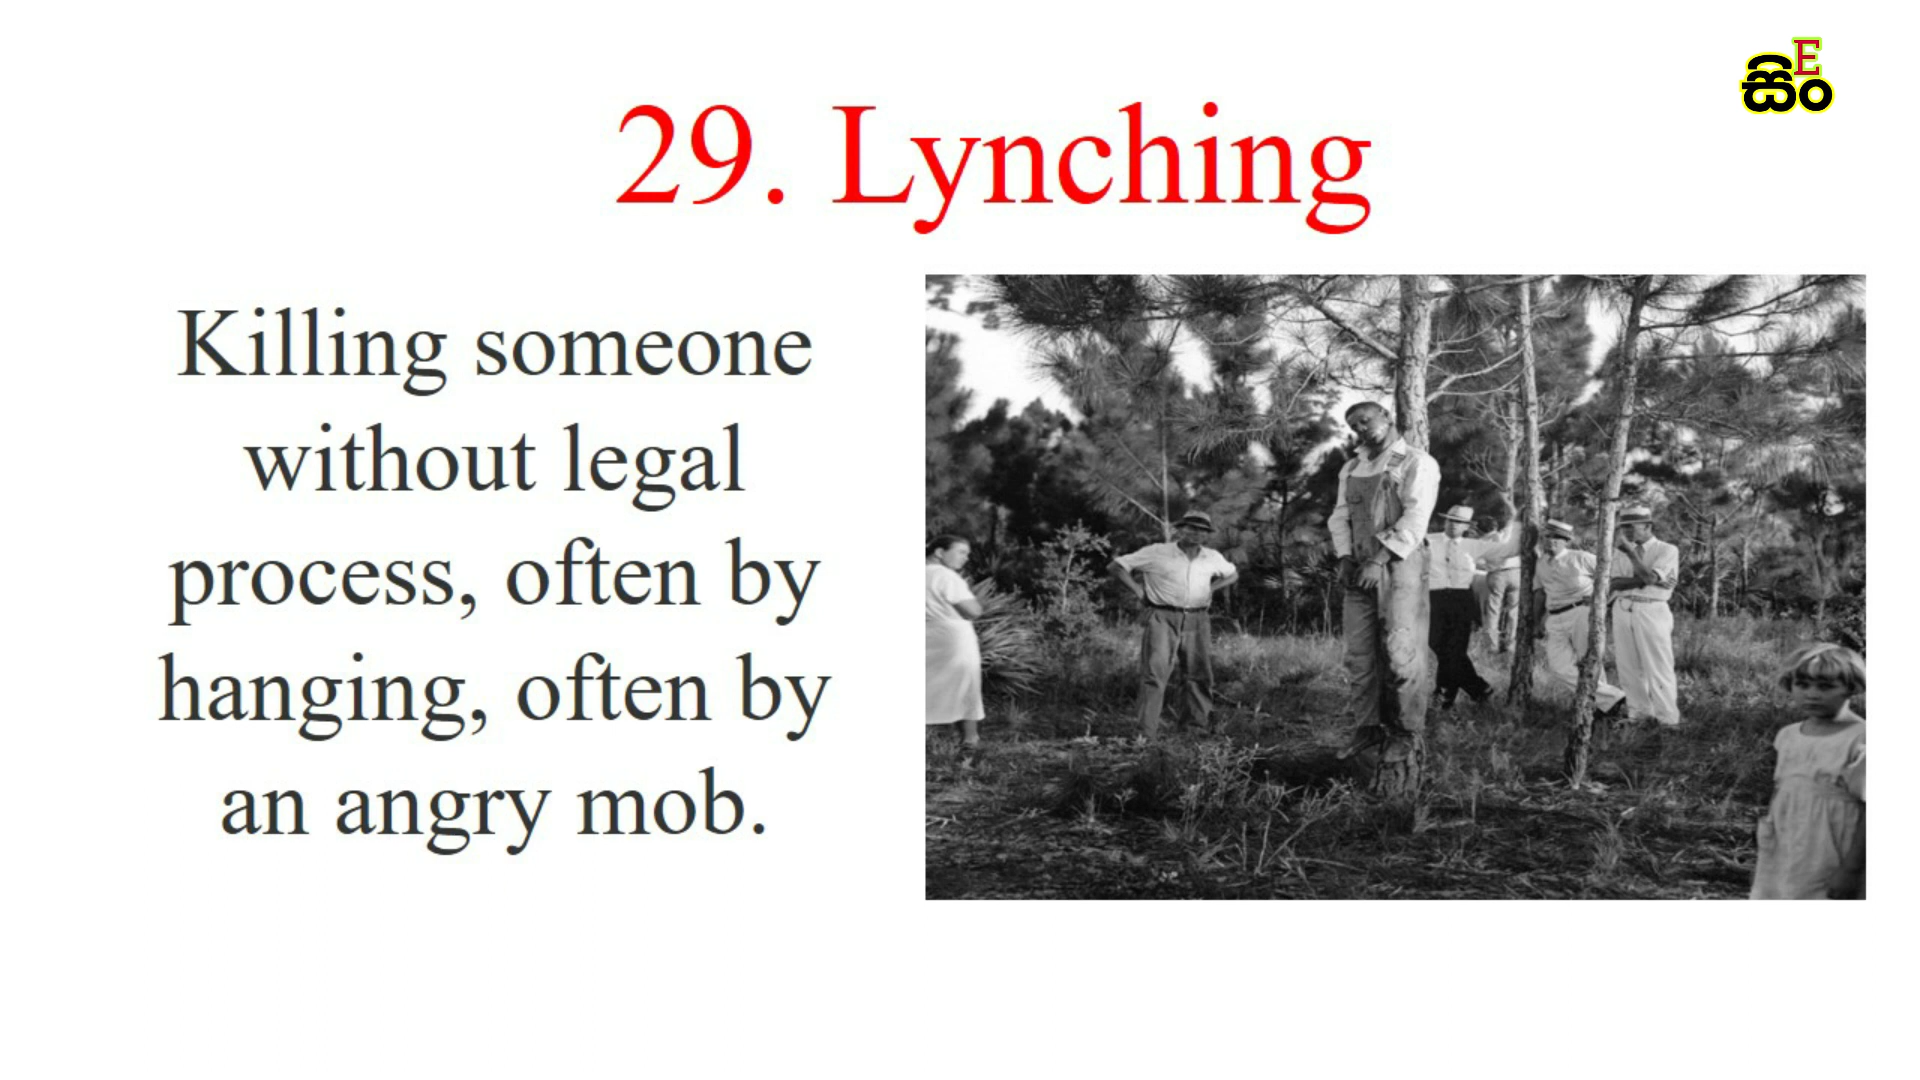 සිං
E
29. Lynching
Killing someone
without legal
process, often by
hanging, often by
an angry mob.